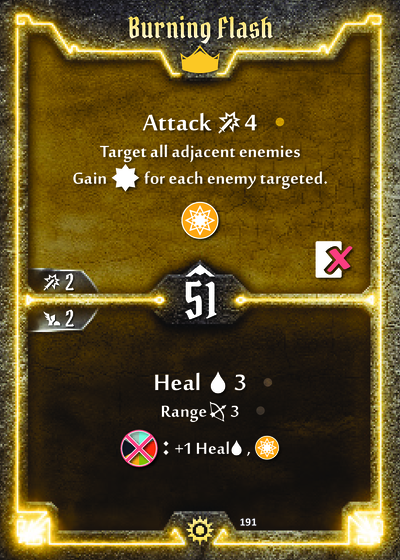 Burning Flash
Attack 4
Target all adjacent enemies
Gain for each enemy targeted.
2
51
2
Heal 3
Range 3
: +1 Heal ,
191